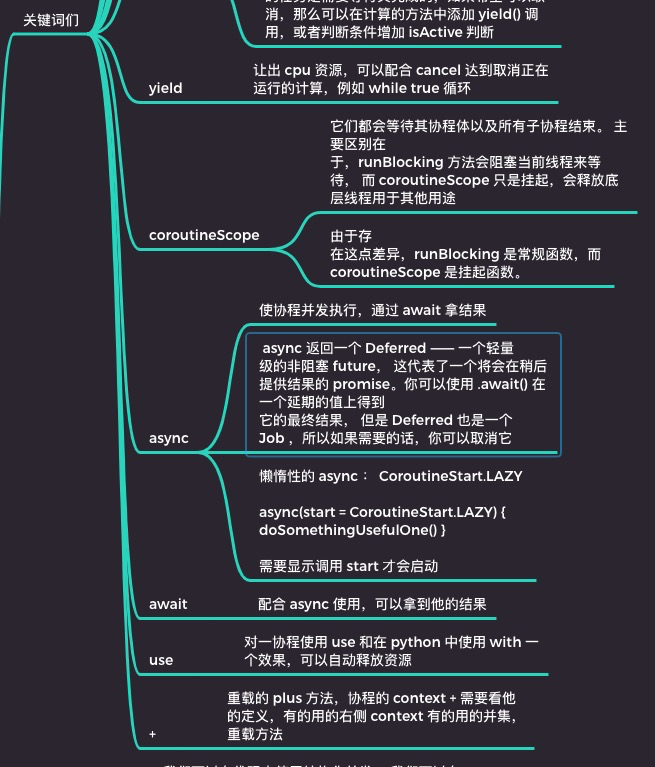 关键词们
消，那么可以在计算的方法中添加 yield() 调
用，或者判断条件增加 isActive 判断
yield
让出 cpu 资源，可以配合 cancel 达到取消正在
运行的计算，例如 while true 循环
coroutineScope
它们都会等待其协程体以及所有子协程结束。 主
要区别在
于，runBlocking 方法会阻塞当前线程来等
待， 而 coroutineScope 只是挂起，会释放底
层线程用于其他用途
由于存
在这点差异，runBlocking 是常规函数，而
coroutineScope 是挂起函数。
async
使协程并发执行，通过 await 拿结果
async 返回一个 Deferred —— 一个轻量
级的非阻塞 future， 这代表了一个将会在稍后
提供结果的 promise。你可以使用 .await() 在
一个延期的值上得到
它的最终结果， 但是 Deferred 也是一个
Job ，所以如果需要的话，你可以取消它
懒惰性的 async： CoroutineStart.LAZY
async(start = CoroutineStart.LAZY) {
doSomethingUsefulOne() }
需要显示调用 start 才会启动
await
配合 async 使用，可以拿到他的结果
use
对一协程使用 use 和在 python 中使用 with 一
个效果，可以自动释放资源
+
重载的 plus 方法，协程的 context + 需要看他
的定义，有的用的右侧 context 有的用的并集，
重载方法